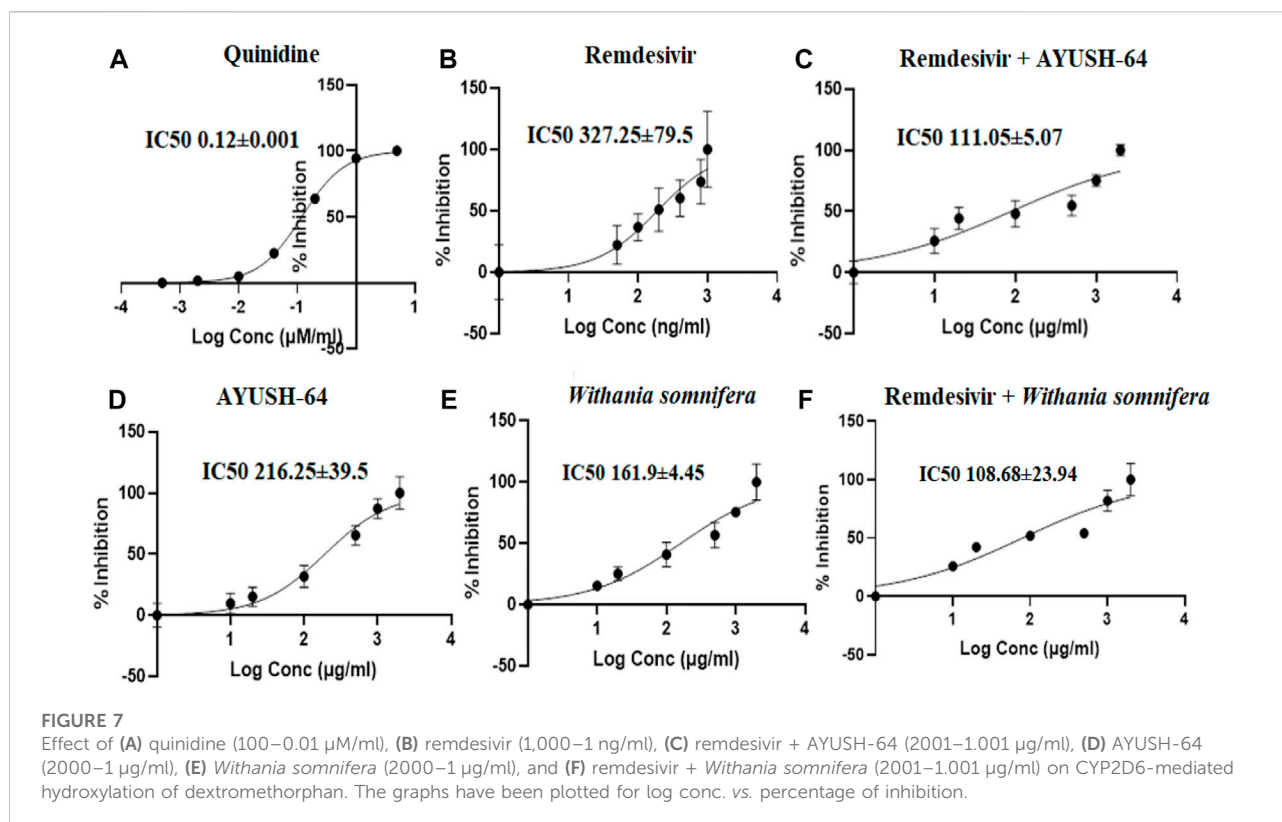 A
Quinidine
150
IC50 0.12±0.001
100
50
% Inhibition
-4
-3
-2
-1
1
Log Conc (µM/ml)
-50
B
Remdesivir
150
IC50 327.25±79.5
100
50
0
-50
% Inhibition
1
2
3
4
Log Conc (ng/ml)
C
Remdesivir + AYUSH-64
150
IC50 111.05±5.07
100
50
0
-50
% Inhibition
1
2
3
4
Log Conc (µg/ml)
D
AYUSH-64
150
IC50 216.25±39.5
100
50
0
-50
% Inhibition
1
2
3
4
Log Conc (µg/ml)
E
Withania somnifera
150
IC50 161.9±4.45
100
50
0
-50
% Inhibition
1
2
3
4
Log Conc (µg/ml)
F
Remdesivir + Withania somnifera
150
IC50 108.68±23.94
100
50
0
-50
% Inhibition
1
2
3
4
Log Conc (µg/ml)
FIGURE 7
Effect of (A) quinidine (100–0.01 µM/ml), (B) remdesivir (1,000–1 ng/ml), (C) remdesivir + AYUSH-64 (2001–1.001 µg/ml), (D) AYUSH-64
(2000–1 µg/ml), (E) Withania somnifera (2000–1 µg/ml), and (F) remdesivir + Withania somnifera (2001–1.001 µg/ml) on CYP2D6-mediated
hydroxylation of dextromethorphan. The graphs have been plotted for log conc. vs. percentage of inhibition.